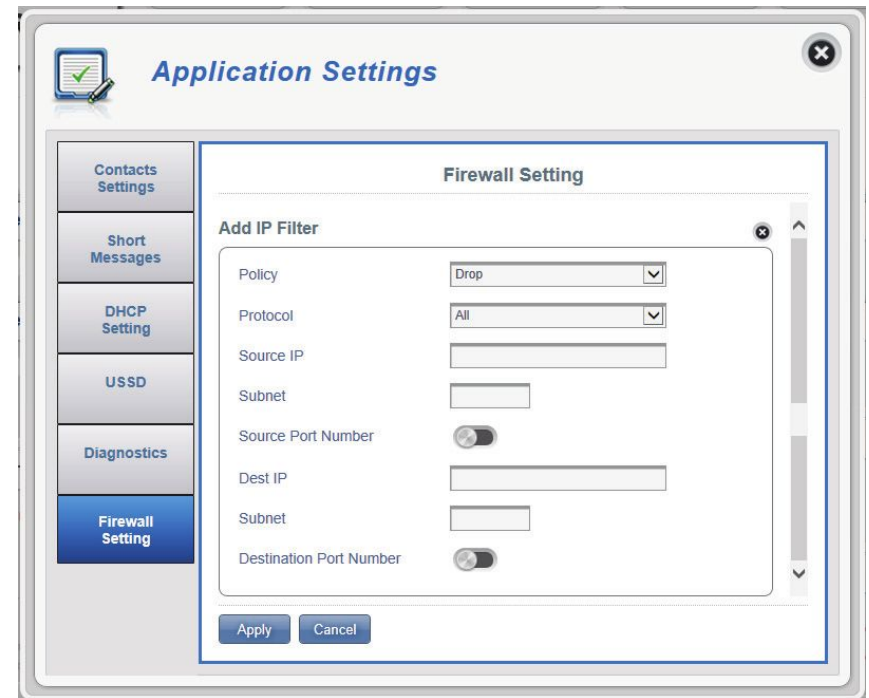 Application Settings
Contacts
Settings
Short
Messages
DHCP
Setting
USSD
Diagnostics
Firewall
Setting
Firewall Setting
Add IP Filter
Policy
Drop
Protocol
All
Source IP
Subnet
Source Port Number
Dest IP
Subnet
Destination Port Number
Apply
Cancel